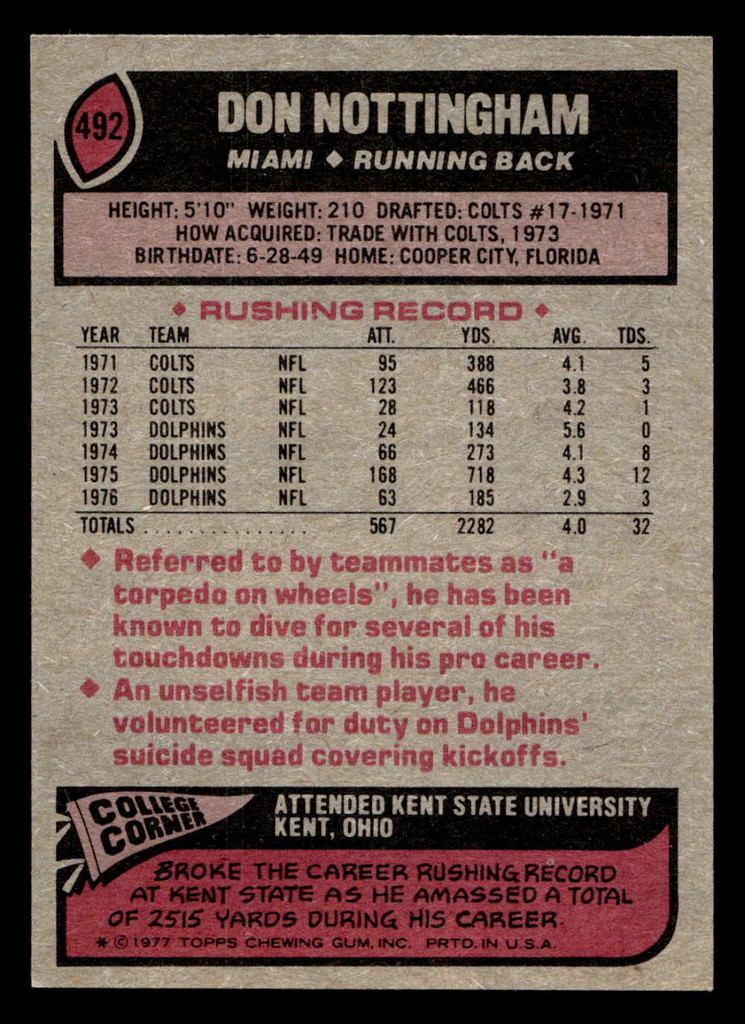 492
DON NOTTINGHAM
MIAMI ♦ RUNNING BACK
HEIGHT: 5'10" WEIGHT: 210 DRAFTED: COLTS #17-1971
HOW ACQUIRED: TRADE WITH COLTS, 1973
BIRTHDATE: 6-28-49 HOME: COOPER CITY, FLORIDA
♦ RUSHING RECORD ♦
YEAR TEAM ATT. YDS. AVG. TDS.
1971 COLTS NFL 95 388 4.1 5
1972 COLTS NFL 123 466 3.8 3
1973 COLTS NFL 28 118 4.2 1
1973 DOLPHINS NFL 24 134 5.6 0
1974 DOLPHINS NFL 66 273 4.1 8
1975 DOLPHINS NFL 168 718 4.3 12
1976 DOLPHINS NFL 63 185 2.9 3
TOTALS . . . . . . . . . . . . . . . 567 2282 4.0 32
♦ Referred to by teammates as "a
torpedo on wheels", he has been
known to dive for several of his
touchdowns during his pro career.
♦ An unselfish team player, he
volunteered for duty on Dolphins'
suicide squad covering kickoffs.
COLLEGE
CORNER
ATTENDED KENT STATE UNIVERSITY
KENT, OHIO
BROKE THE CAREER RUSHING RECORD
AT KENT STATE AS HE AMASSED A TOTAL
OF 2515 YARDS DURING HIS CAREER.
* © 1977 TOPPS CHEWING GUM, INC. PRTD. IN U.S.A.